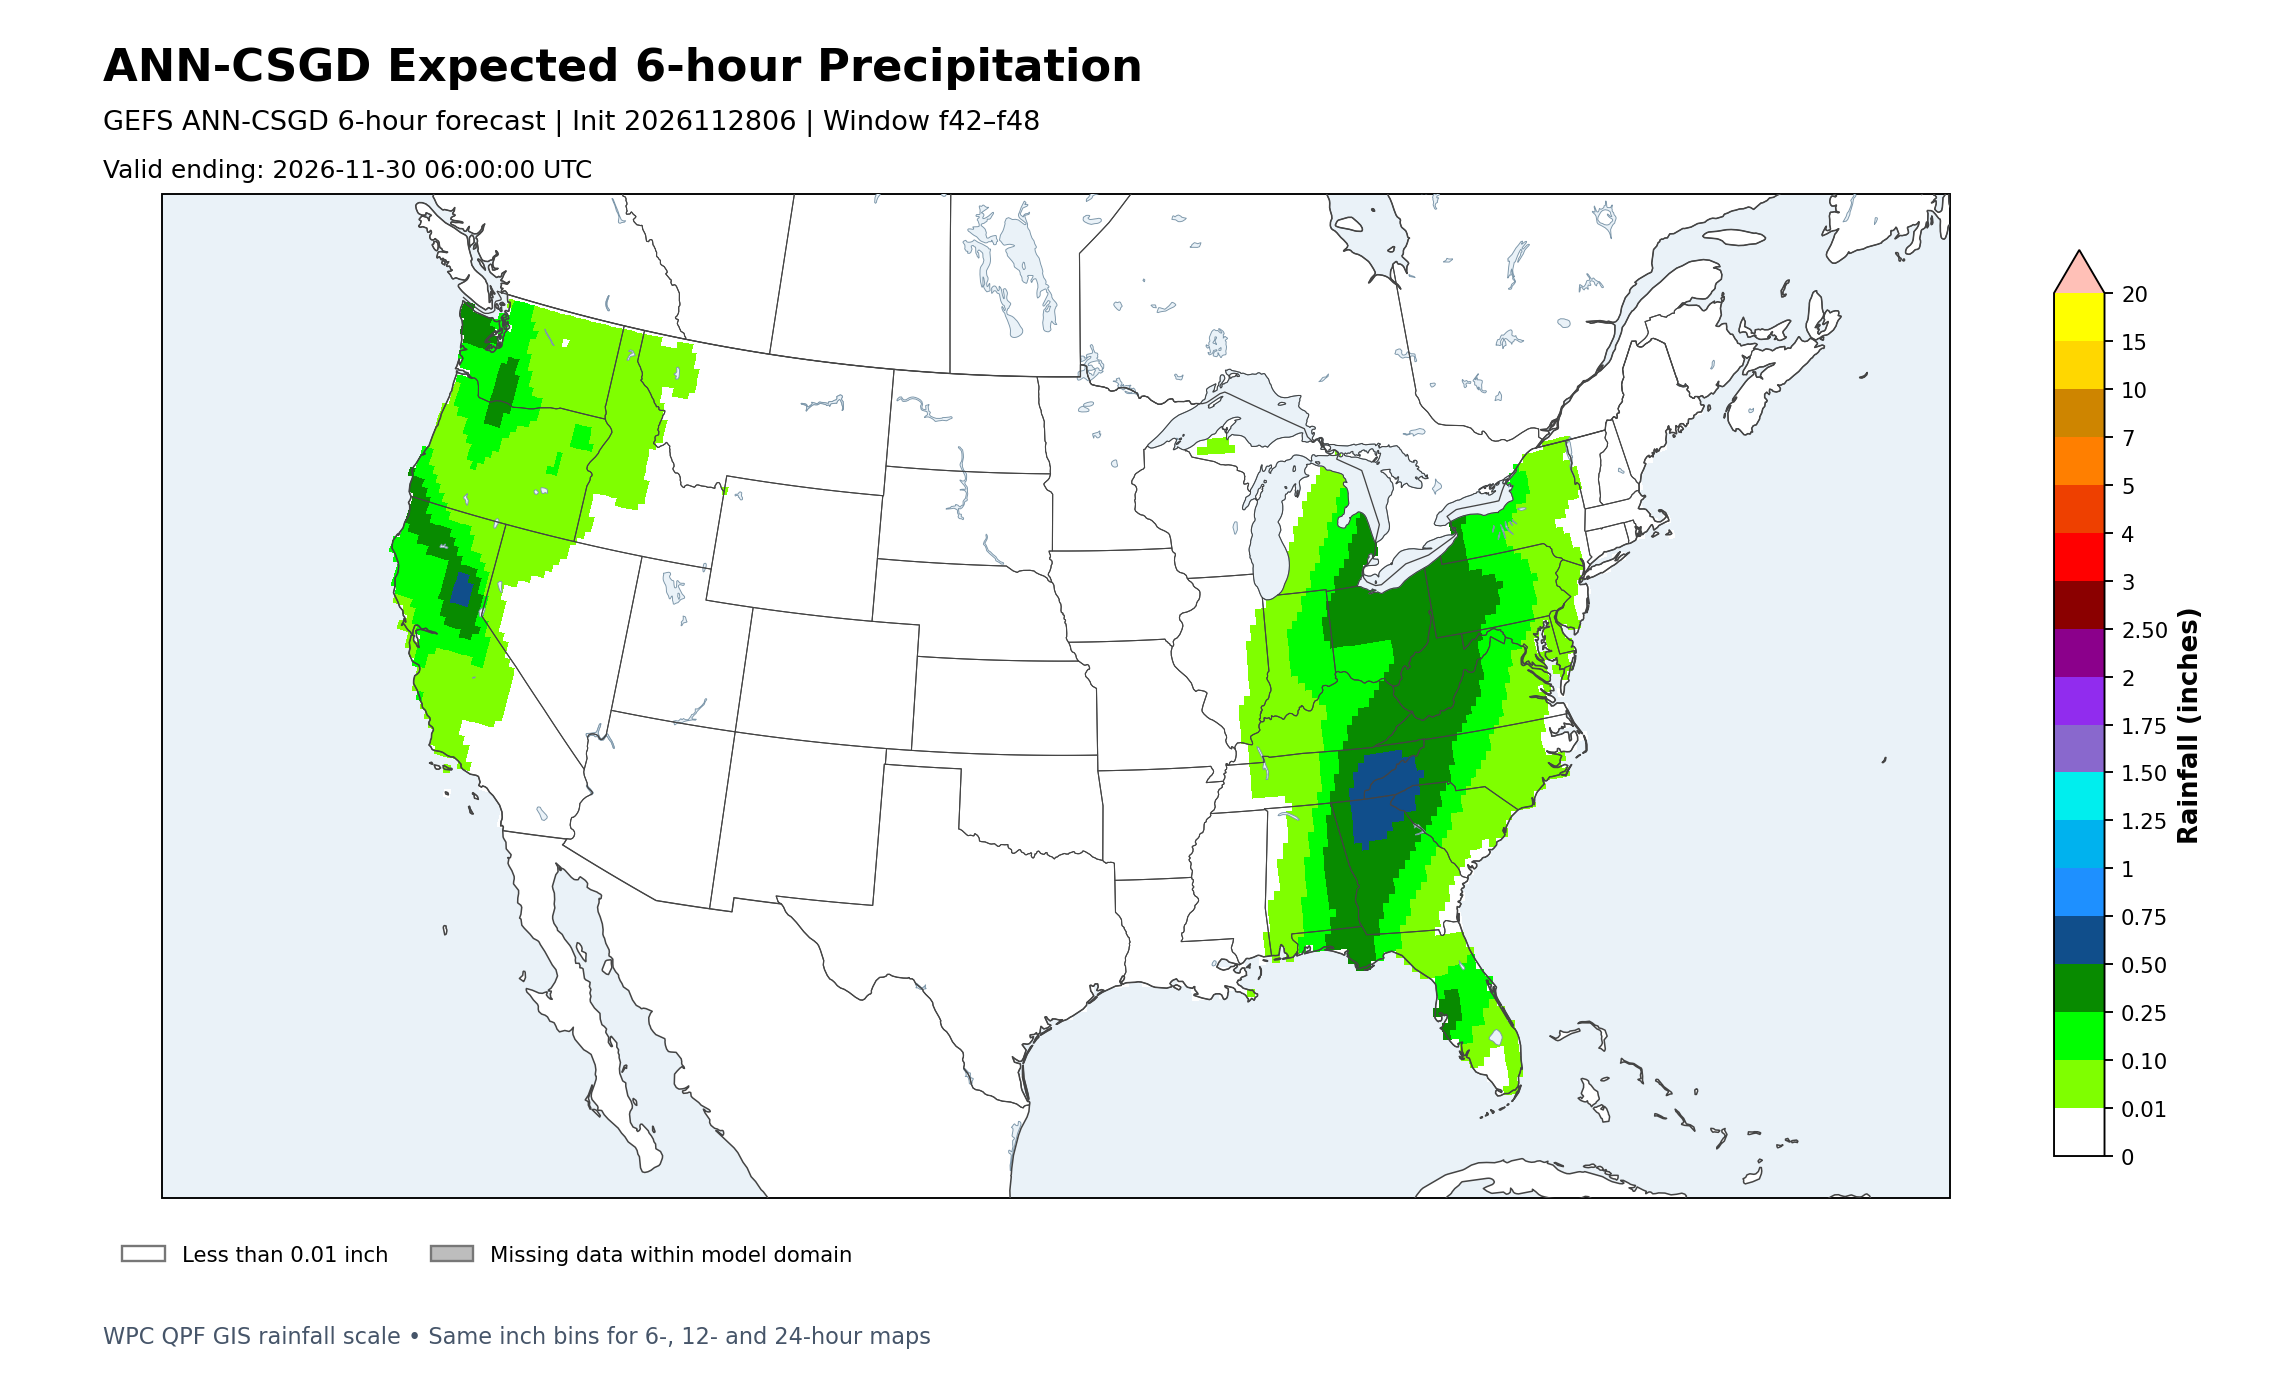 ANN-CSGD Expected 6-hour Precipitation
GEFS ANN-CSGD 6-hour forecast | Init 2026112806 | Window f42–f48
Valid ending: 2026-11-30 06:00:00 UTC
20
15
10
7
5
4
3
2.50
2
1.75
1.50
1.25
1
0.75
0.50
0.25
0.10
0.01
0
Rainfall (inches)
Less than 0.01 inch
Missing data within model domain
WPC QPF GIS rainfall scale • Same inch bins for 6-, 12- and 24-hour maps